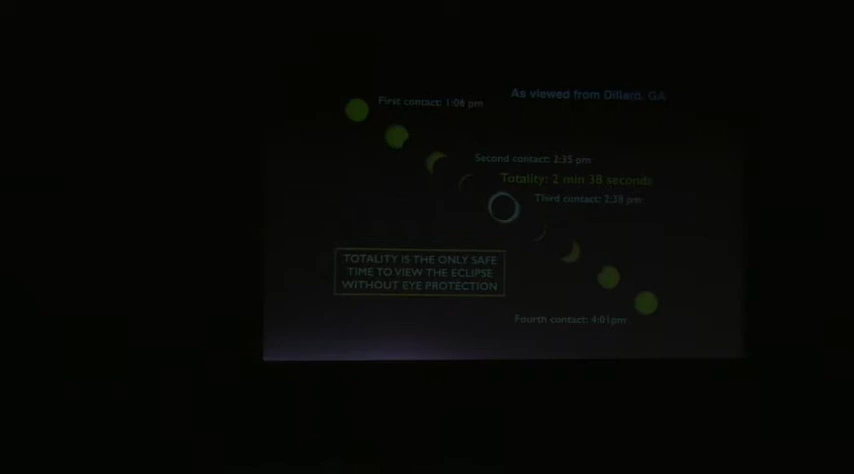 As viewed from Dillard, GA
First contact: 1:06 pm
Second contact: 2:35 pm
Totality: 2 min 38 seconds
Third contact: 2:38 pm
TOTALITY IS THE ONLY SAFE
TIME TO VIEW THE ECLIPSE
WITHOUT EYE PROTECTION
Fourth contact: 4:01pm